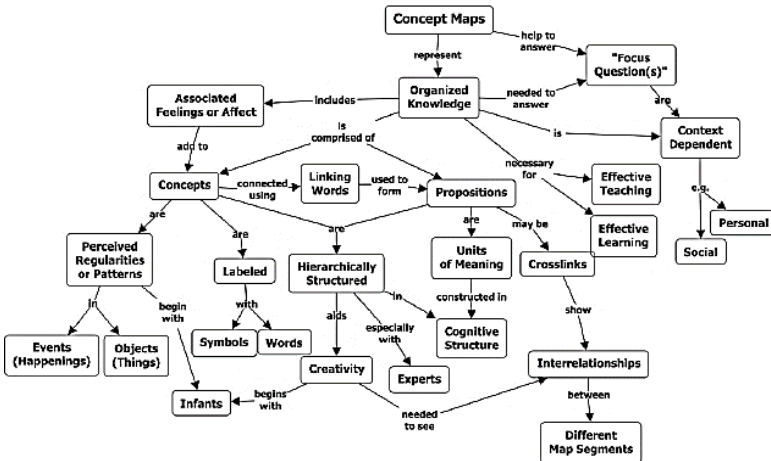 Concept Maps
help to
answer
represent
"Focus
Question(s)"
Associated
Feelings or Affect
includes
Organized
Knowledge
needed to
answer
are
is
comprised of
is
Context
Dependent
add to
necessary
for
Concepts
connected
using
Linking
Words
used to
form
Propositions
Effective
Teaching
e.g.
Personal
are
are
are
are
may be
Effective
Learning
Social
Perceived
Regularities
or Patterns
Labeled
Hierarchically
Structured
Units
of Meaning
Crosslinks
in
begin
with
with
aids
in
constructed in
show
especially
with
Events
(Happenings)
Objects
(Things)
Symbols
Words
Cognitive
Structure
Creativity
Experts
Interrelationships
Infants
begins
with
needed
to see
between
Different
Map Segments